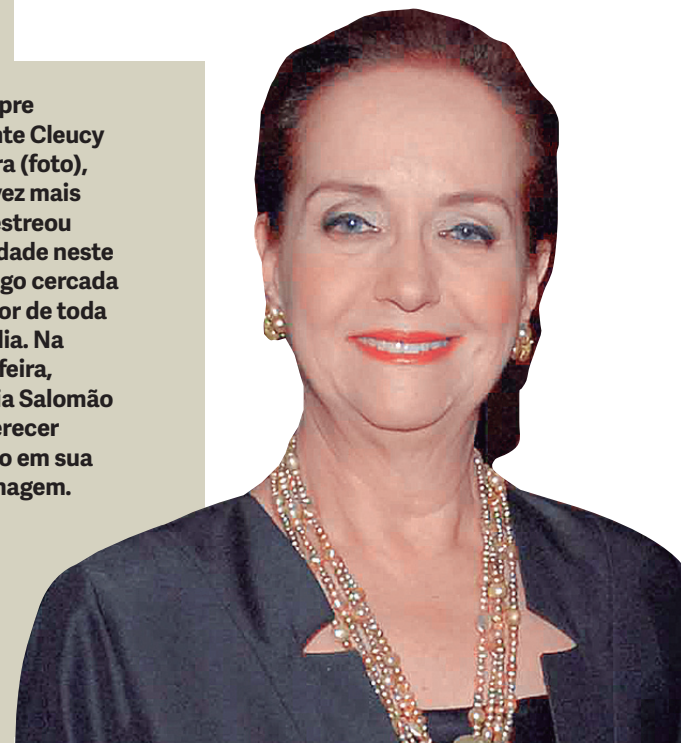 pre
nte Cleucy
ra (foto),
vez mais
estreou
dade neste
go cercada
or de toda
lia. Na
feira,
ia Salomão
erecer
o em sua
nagem.